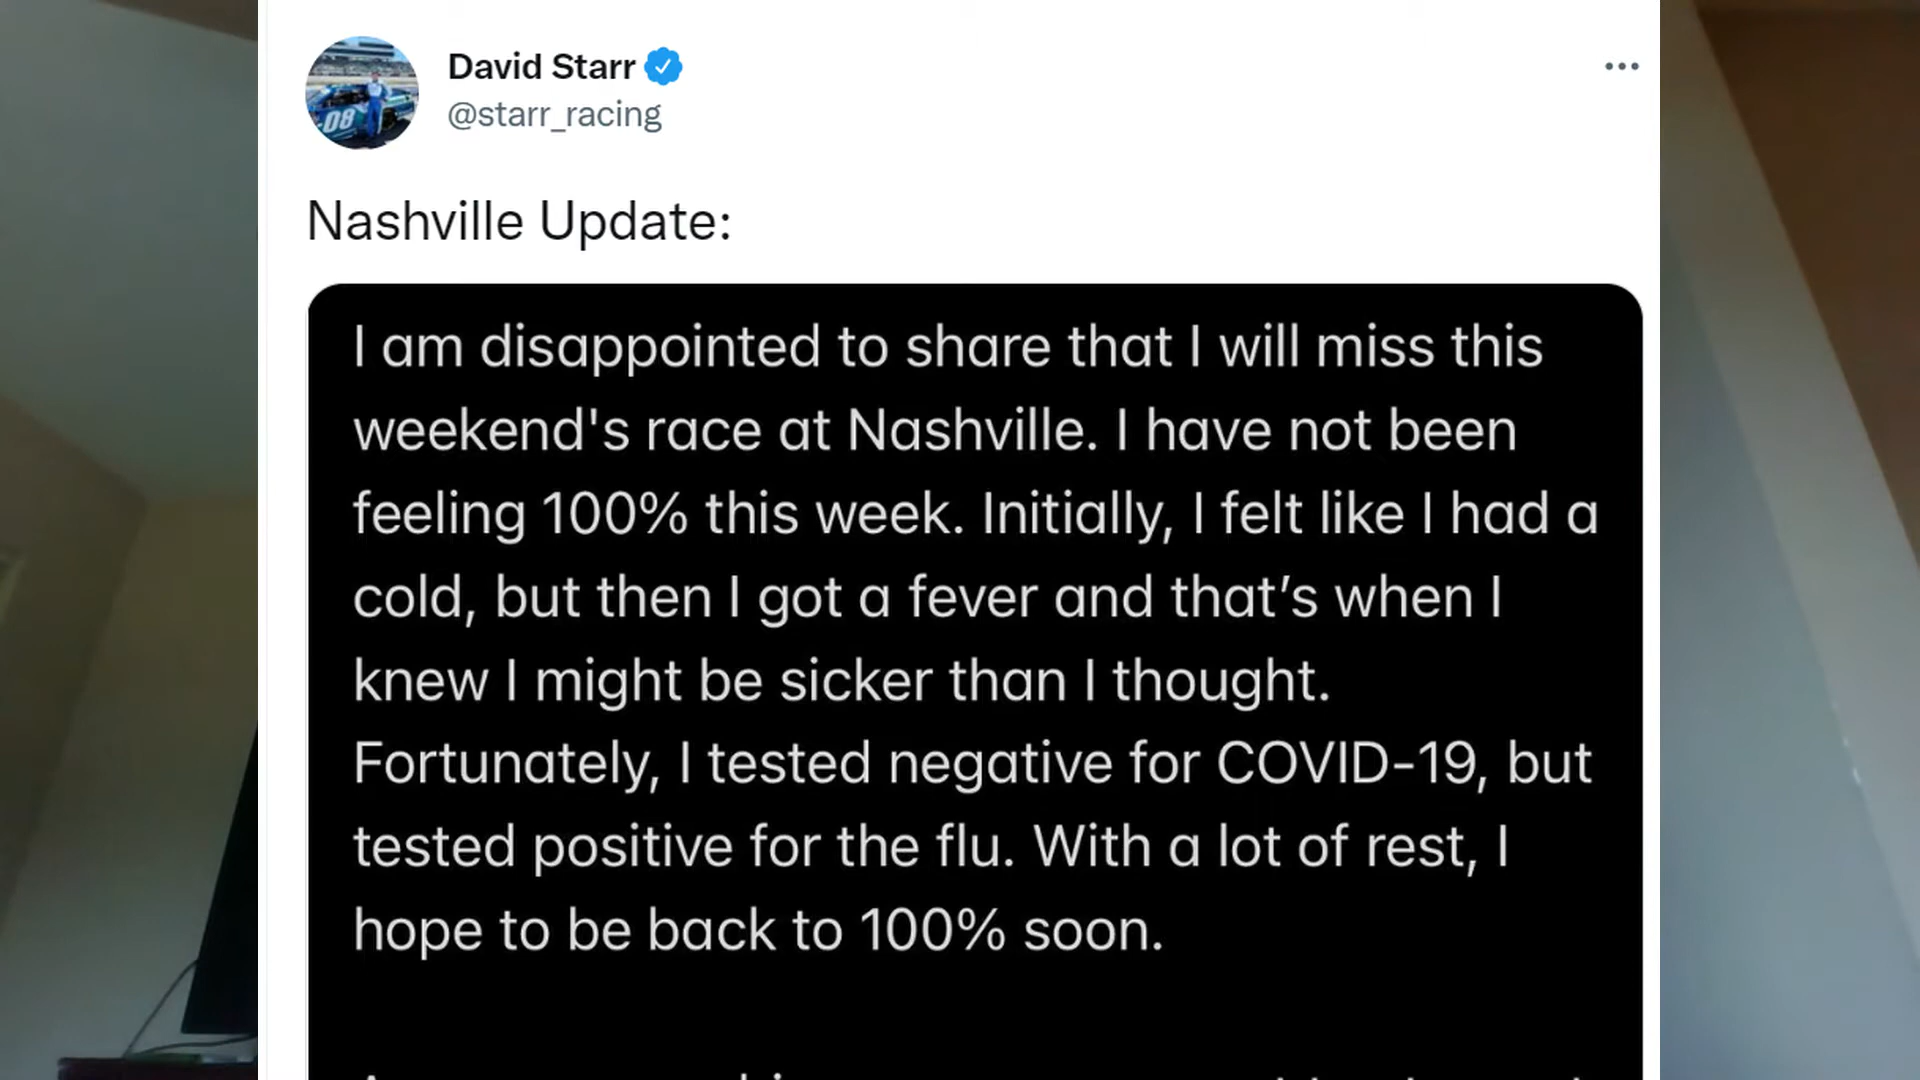 David Starr
@starr_racing
Nashville Update:
08
I am disappointed to share that I will miss this
weekend's race at Nashville. I have not been
feeling 100% this week. Initially, I felt like I had a
cold, but then I got a fever and that’s when I
knew I might be sicker than I thought.
Fortunately, I tested negative for COVID-19, but
tested positive for the flu. With a lot of rest, I
hope to be back to 100% soon.